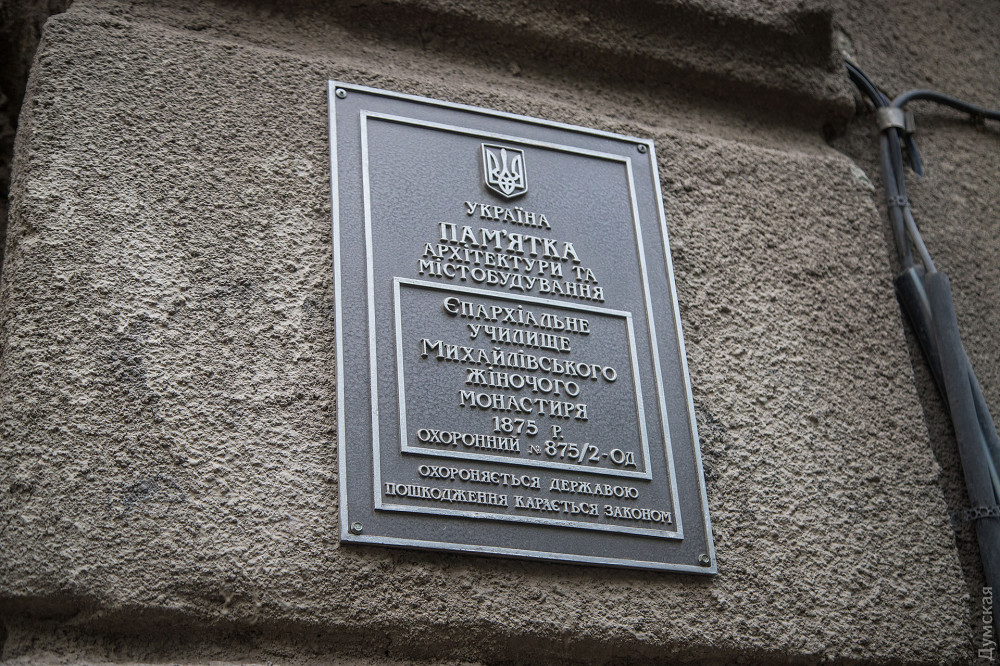 УКРАЇНА
ПАМ'ЯТКА
АРХІТЕКТУРИ ТА
МІСТОБУДУВАННЯ
ЄПАРХІАЛЬНЕ
УЧИЛИЩЕ
МИХАЙЛІВСЬКОГО
ЖІНОЧОГО
МОНАСТИРЯ
1875 Р.
ОХОРОННИЙ № 875/2-ОД
ОХОРОНЯЄТЬСЯ ДЕРЖАВОЮ
ПОШКОДЖЕННЯ КАРАЄТЬСЯ ЗАКОНОМ
Думская